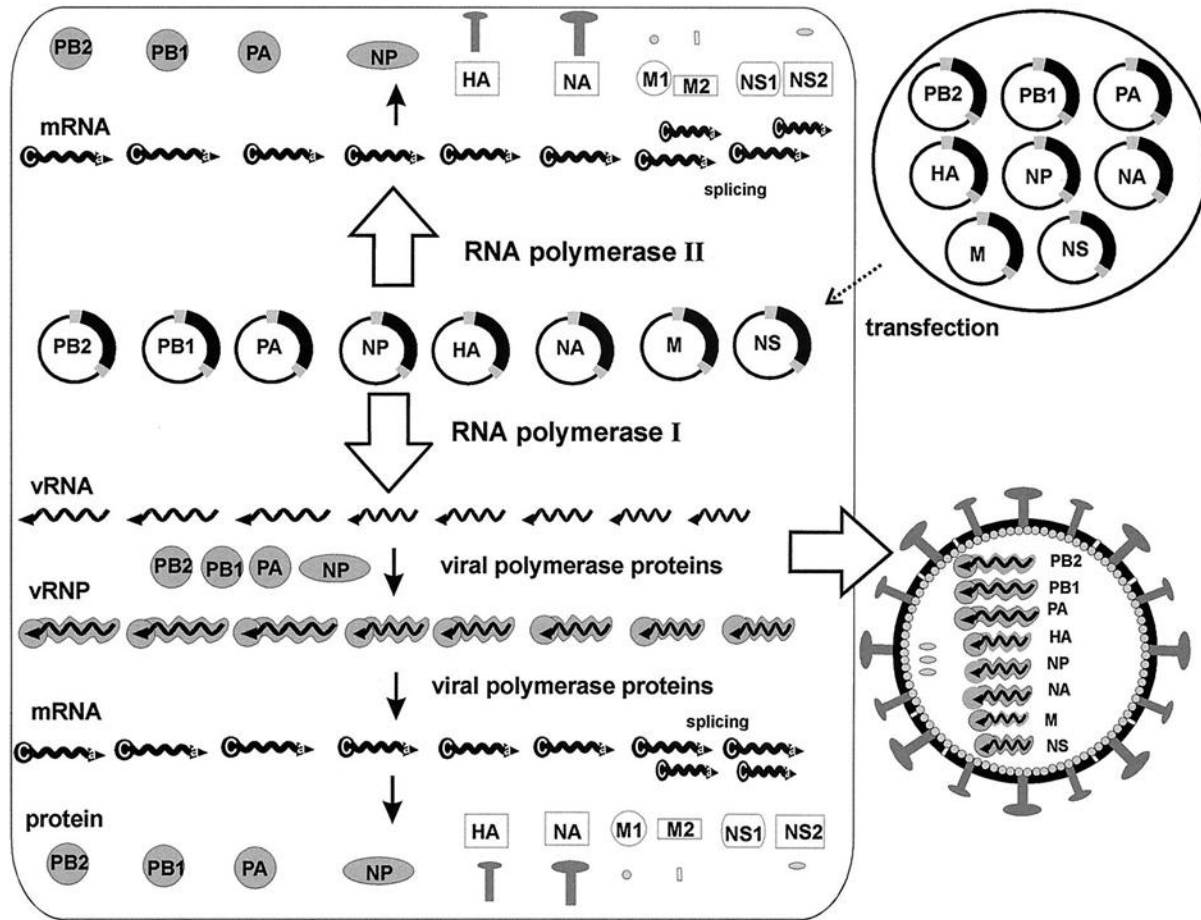 PB2 PB1 PA NP
HA NA M1 M2 NS1 NS2
mRNA
C a C a C a C a C a C a C a C a C a C a
splicing
RNA polymerase II
PB2 PB1 PA NP HA NA M NS
RNA polymerase I
vRNA
PB2 PB1 PA NP
viral polymerase proteins
vRNP
viral polymerase proteins
mRNA
splicing
C a C a C a C a C a C a C a C a C a C a
protein
HA NA M1 M2 NS1 NS2
PB2 PB1 PA NP
PB2 PB1 PA
HA NP NA
M NS
transfection
PB2
PB1
PA
HA
NP
NA
M
NS